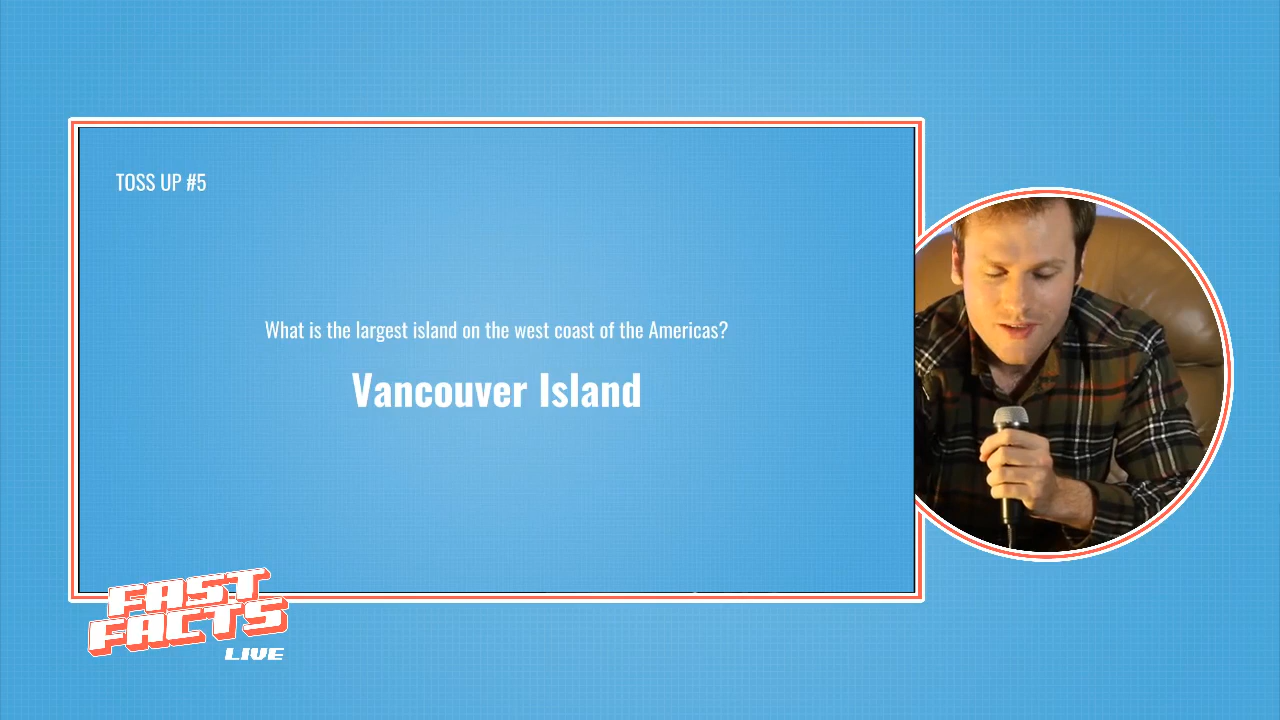 TOSS UP #5
What is the largest island on the west coast of the Americas?
Vancouver Island
FAST
FACTS
LIVE